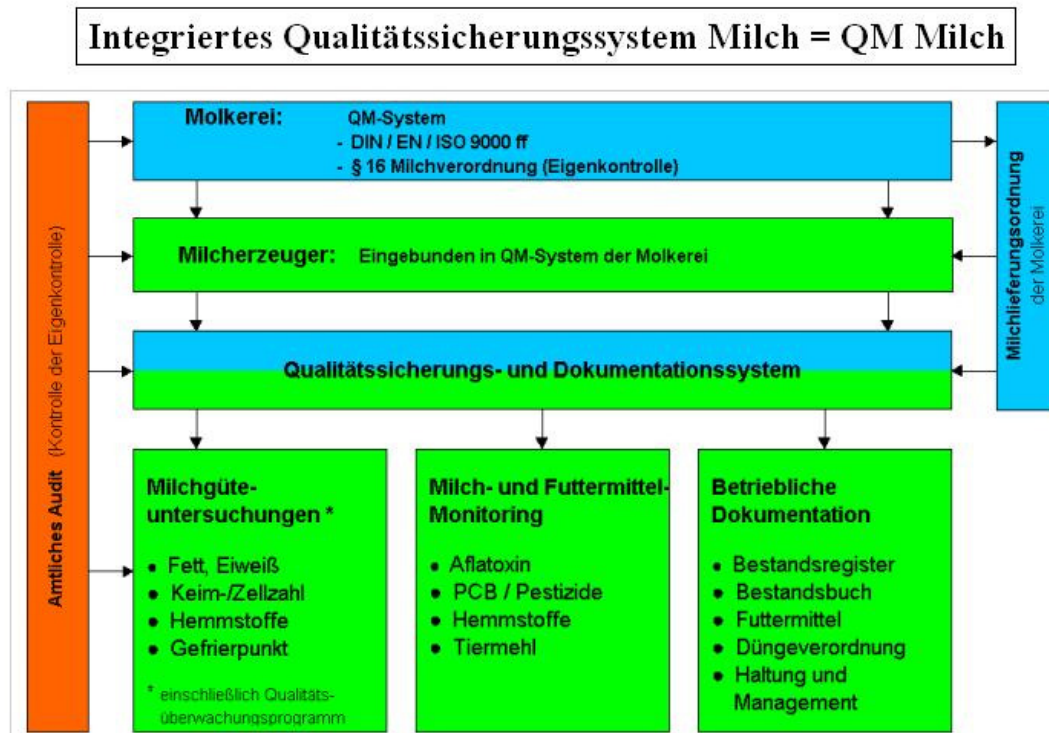 Integriertes Qualitätssicherungssystem Milch = QM Milch
Amtliches Audit (Kontrolle der Eigenkontrolle)
Molkerei: QM-System
- DIN / EN / ISO 9000 ff
- § 16 Milchverordnung (Eigenkontrolle)
Milchlieferungsordnung
der Molkerei
Milcherzeuger: Eingebunden in QM-System der Molkerei
Qualitätssicherungs- und Dokumentationssystem
Milchgüte-
untersuchungen *
● Fett, Eiweiß
● Keim-/Zellzahl
● Hemmstoffe
● Gefrierpunkt
* einschließlich Qualitäts-
überwachungsprogramm
Milch- und Futtermittel-
Monitoring
● Aflatoxin
● PCB / Pestizide
● Hemmstoffe
● Tiermehl
Betriebliche
Dokumentation
● Bestandsregister
● Bestandsbuch
● Futtermittel
● Düngeverordnung
● Haltung und
Management